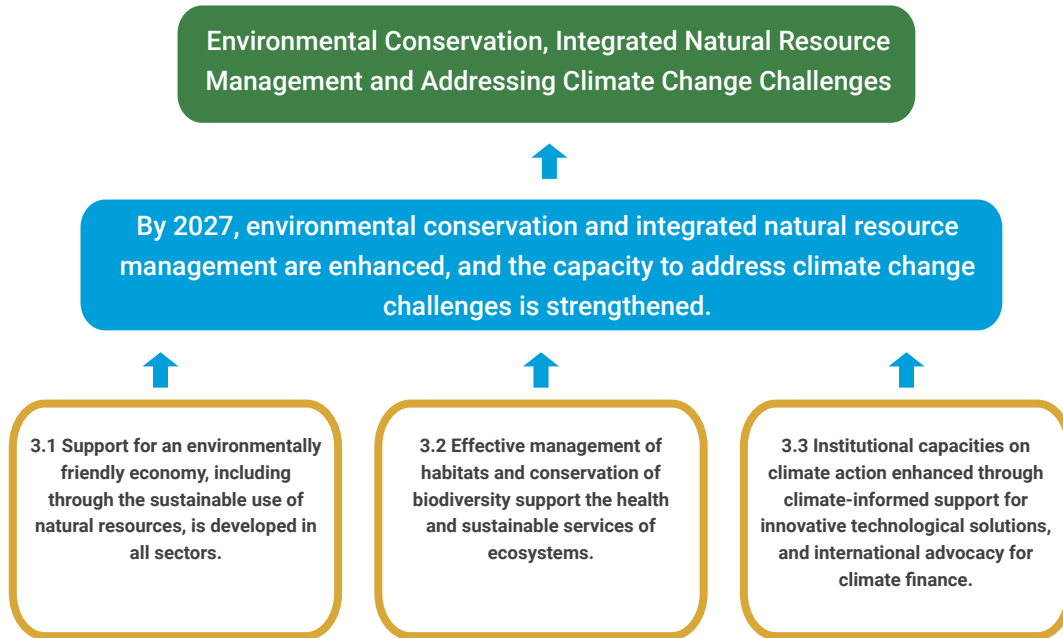 Environmental Conservation, Integrated Natural Resource
Management and Addressing Climate Change Challenges
By 2027, environmental conservation and integrated natural resource
management are enhanced, and the capacity to address climate change
challenges is strengthened.
3.1 Support for an environmentally
friendly economy, including
through the sustainable use of
natural resources, is developed in
all sectors.
3.2 Effective management of
habitats and conservation of
biodiversity support the health
and sustainable services of
ecosystems.
3.3 Institutional capacities on
climate action enhanced through
climate-informed support for
innovative technological solutions,
and international advocacy for
climate finance.